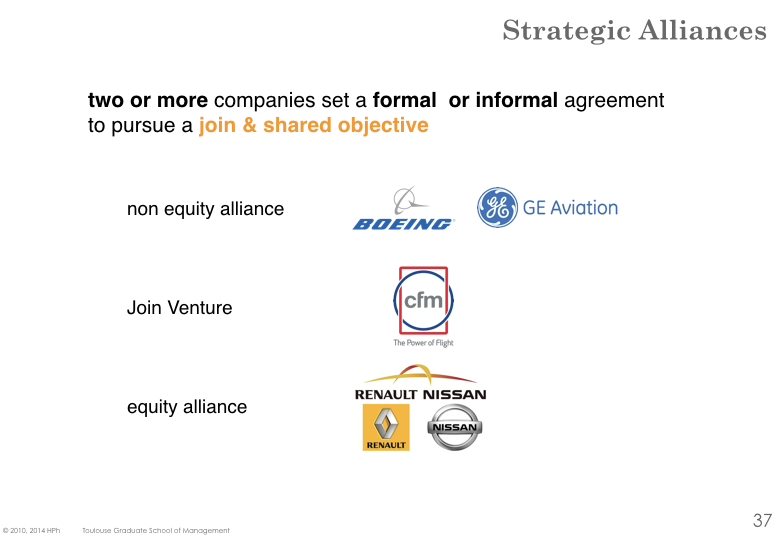 Strategic Alliances
two or more companies set a formal or informal agreement
to pursue a join & shared objective
non equity alliance
BOEING
GE Aviation
Join Venture
cfm
The Power of Flight
RENAULT NISSAN
equity alliance
RENAULT
NISSAN
37
© 2010, 2014 HPh Toulouse Graduate School of Management